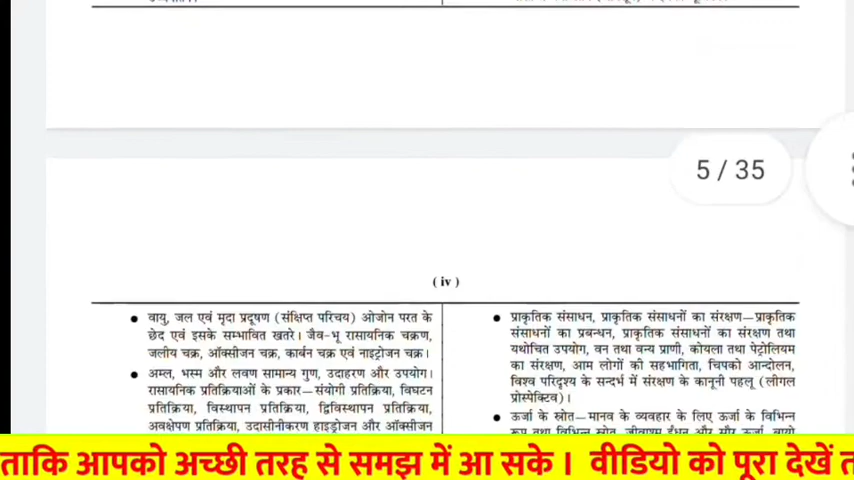 5 / 35
( iv )
● वायु, जल एवं मृदा प्रदूषण (संक्षिप्त परिचय) ओजोन परत के
छेद एवं इसके सम्भावित खतरे। जैव-भू रासायनिक चक्रण,
जलीय चक्र, ऑक्सीजन चक्र, कार्बन चक्र एवं नाइट्रोजन चक्र।
● अम्ल, भस्म और लवण सामान्य गुण, उदाहरण और उपयोग।
रासायनिक प्रतिक्रियाओं के प्रकार—संयोगी प्रतिक्रिया, विघटन
प्रतिक्रिया, विस्थापन प्रतिक्रिया, द्विविस्थापन प्रतिक्रिया,
अवक्षेपण प्रतिक्रिया, उदासीनीकरण हाइड्रोजन और ऑक्सीजन
● प्राकृतिक संसाधन, प्राकृतिक संसाधनों का संरक्षण—प्राकृतिक
संसाधनों का प्रबन्धन, प्राकृतिक संसाधनों का संरक्षण तथा
यथोचित उपयोग, वन तथा वन्य प्राणी, कोयला तथा पेट्रोलियम
का संरक्षण, आम लोगों की सहभागिता, चिपको आन्दोलन,
विश्व परिदृश्य के सन्दर्भ में संरक्षण के कानूनी पहलू (लीगल
प्रोस्पेक्टिव)।
● ऊर्जा के स्रोत—मानव के व्यवहार के लिए ऊर्जा के विभिन्न
रूप तथा विभिन्न स्रोत, जीवाश्म ईंधन और सौर ऊर्जा, बायो
ताकि आपको अच्छी तरह से समझ में आ सके। वीडियो को पूरा देखें